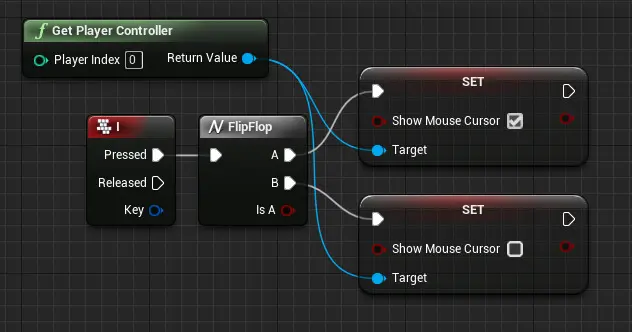 Get Player Controller
Player Index 0 Return Value
I
Pressed
Released
Key
FlipFlop
A
B
Is A
SET
Show Mouse Cursor
Target
SET
Show Mouse Cursor
Target